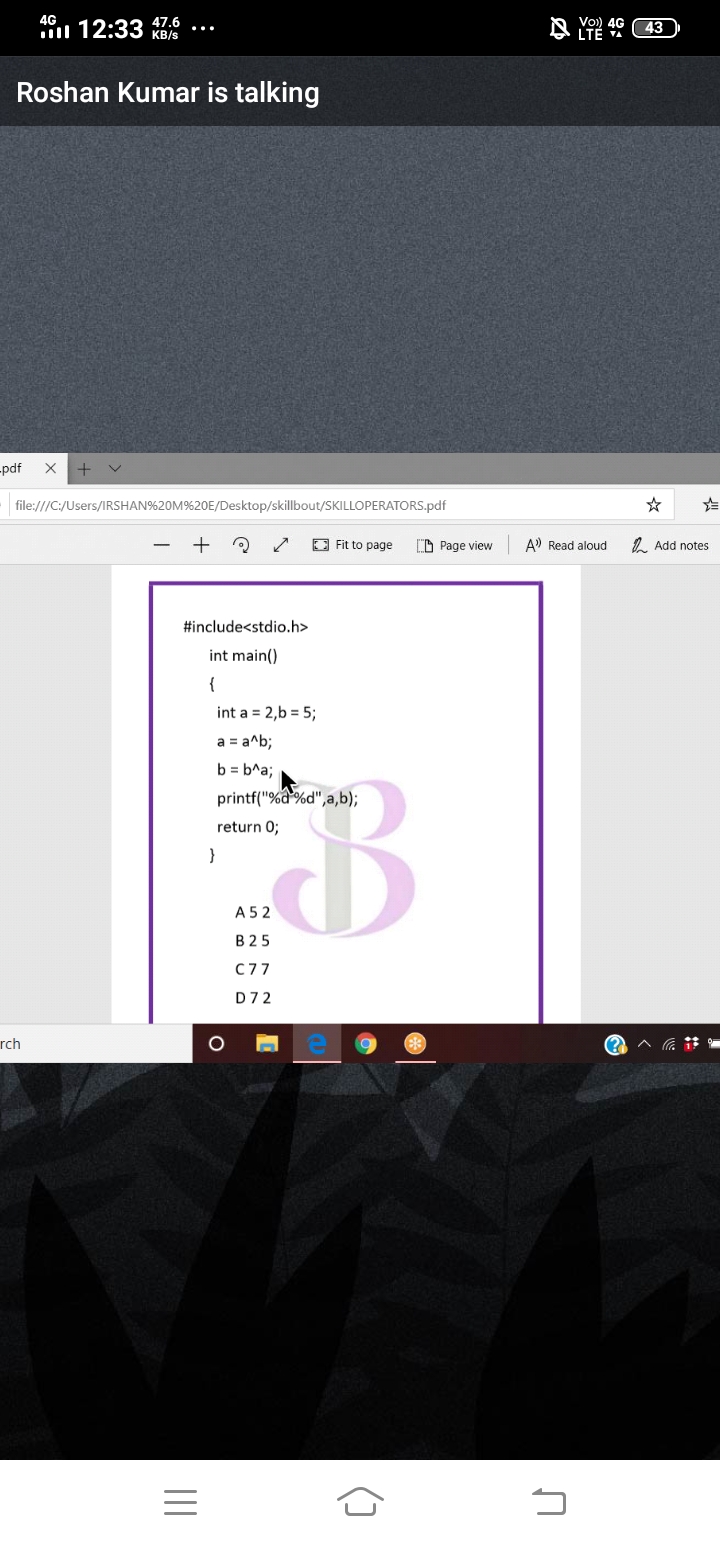 4G 12:33 47.6 KB/s ... Vo)) LTE 4G 43
Roshan Kumar is talking
.pdf
file:///C:/Users/IRSHAN%20M%20E/Desktop/skillbout/SKILLOPERATORS.pdf
Fit to page Page view Read aloud Add notes
#include<stdio.h>
int main()
{
int a = 2,b = 5;
a = a^b;
b = b^a;
printf("%d %d",a,b);
return 0;
}
A 5 2
B 2 5
C 7 7
D 7 2
rch